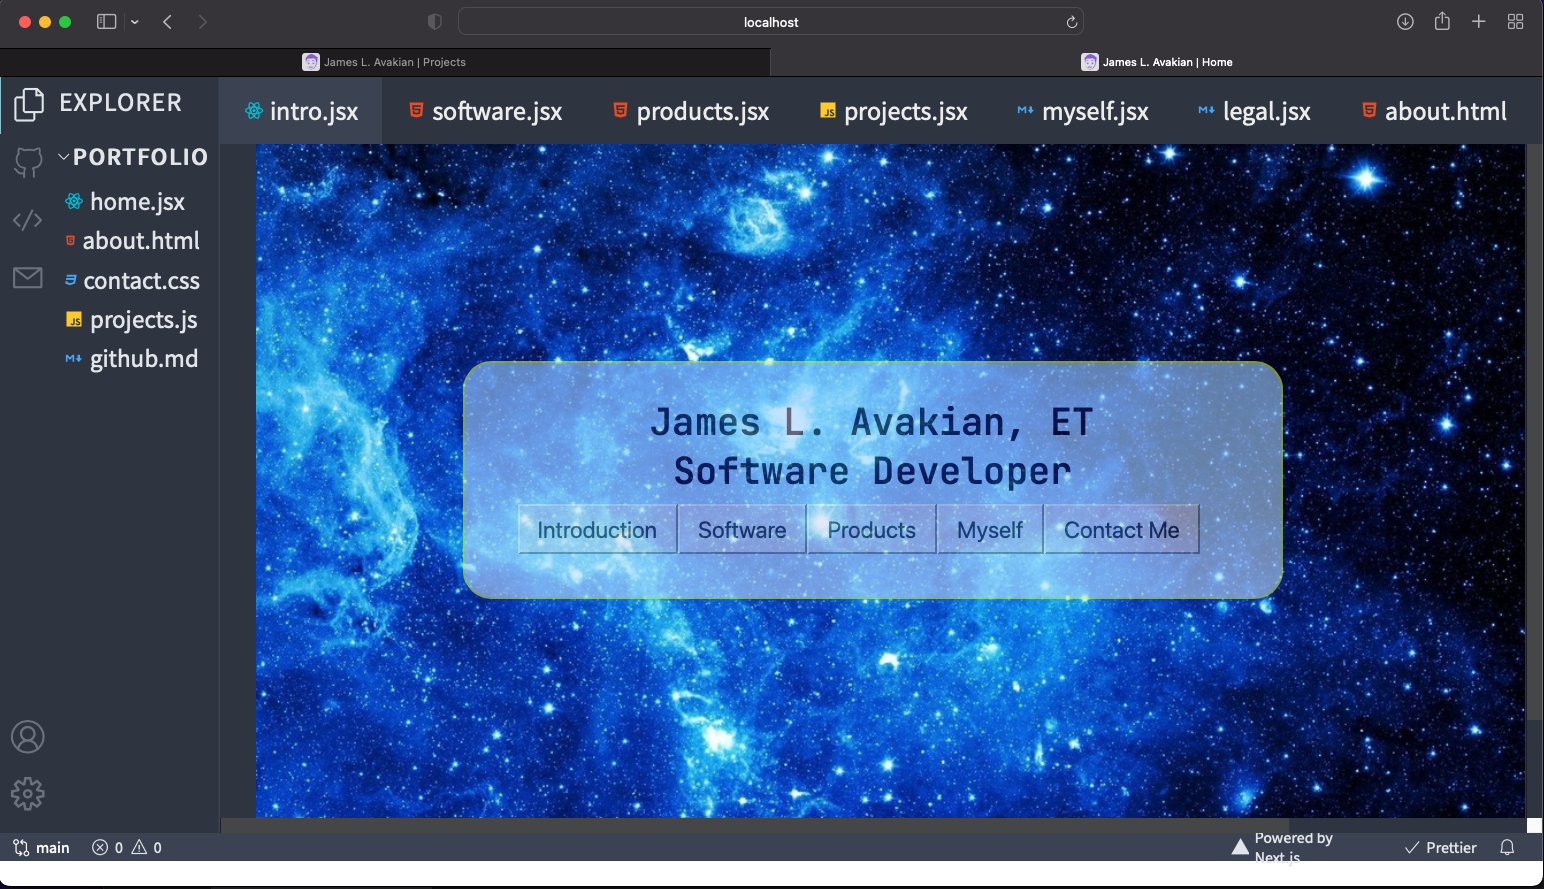 localhost
James L. Avakian | Projects
James L. Avakian | Home
EXPLORER
intro.jsx
software.jsx
products.jsx
JS projects.jsx
M myself.jsx
M legal.jsx
about.html
PORTFOLIO
home.jsx
about.html
contact.css
JS projects.js
M github.md
James L. Avakian, ET
Software Developer
Introduction Software Products Myself Contact Me
main 0 0
Powered by
Next.js
Prettier